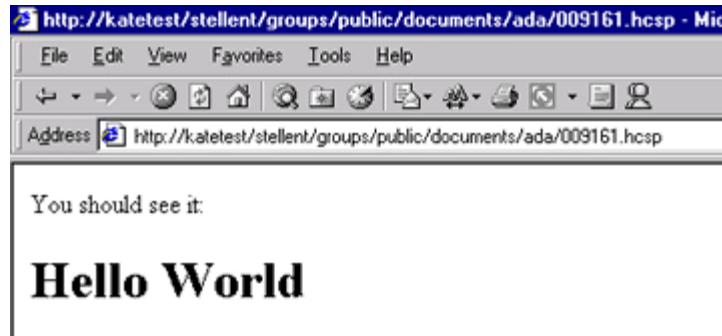 http://katetest/stellent/groups/public/documents/ada/009161.hcsp - Mic
File Edit View Favorites Tools Help
Address http://katetest/stellent/groups/public/documents/ada/009161.hcsp
You should see it:
Hello World